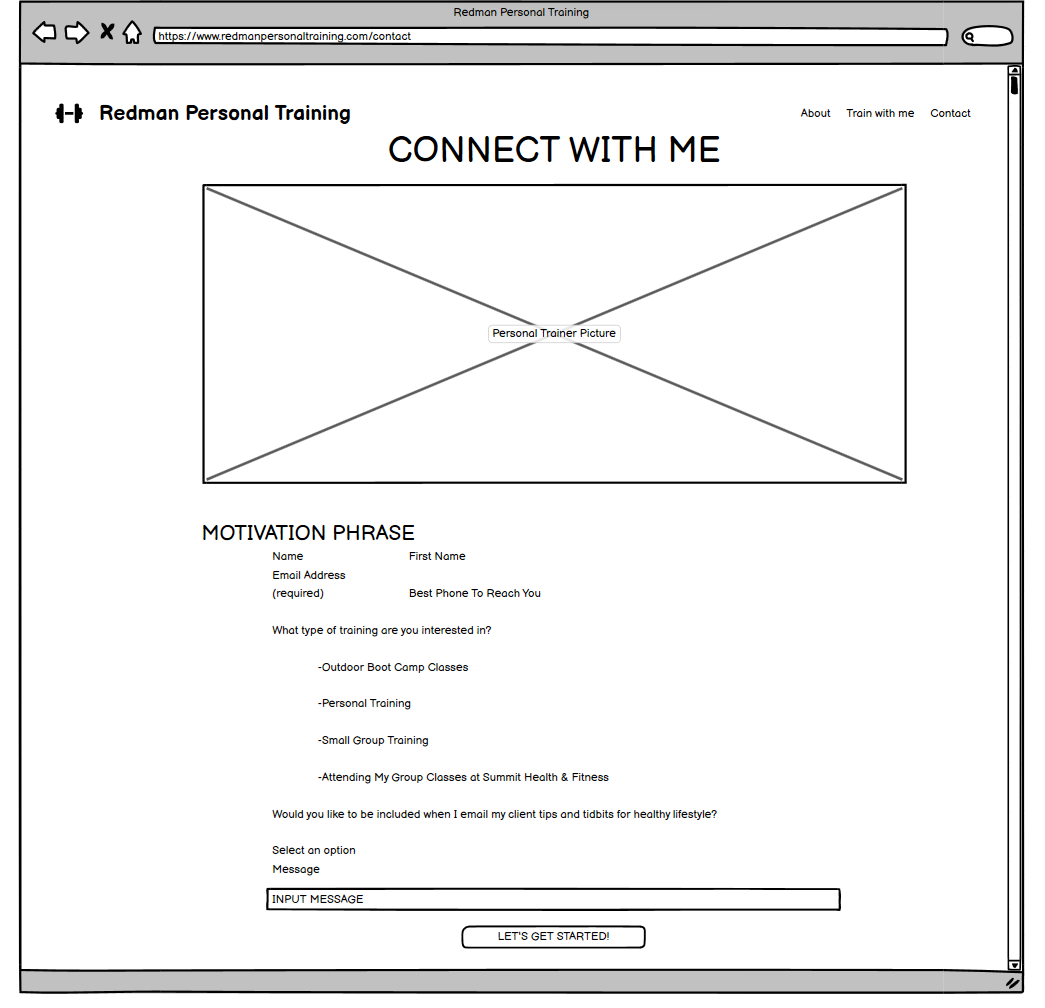 Redman Personal Training
https://www.redmanpersonaltraining.com/contact
Redman Personal Training
About Train with me Contact
CONNECT WITH ME
Personal Trainer Picture
MOTIVATION PHRASE
Name First Name
Email Address
(required) Best Phone To Reach You
What type of training are you interested in?
-Outdoor Boot Camp Classes
-Personal Training
-Small Group Training
-Attending My Group Classes at Summit Health & Fitness
Would you like to be included when I email my client tips and tidbits for healthy lifestyle?
Select an option
Message
INPUT MESSAGE
LET'S GET STARTED!